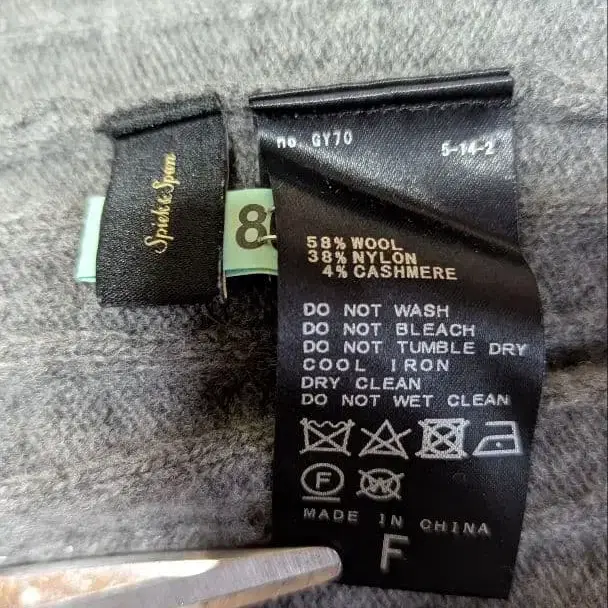 Spick & Span
8
no. GY70
5-14-2
58% WOOL
38% NYLON
4% CASHMERE
DO NOT WASH
DO NOT BLEACH
DO NOT TUMBLE DRY
COOL IRON
DRY CLEAN
DO NOT WET CLEAN
F
W
MADE IN CHINA
F